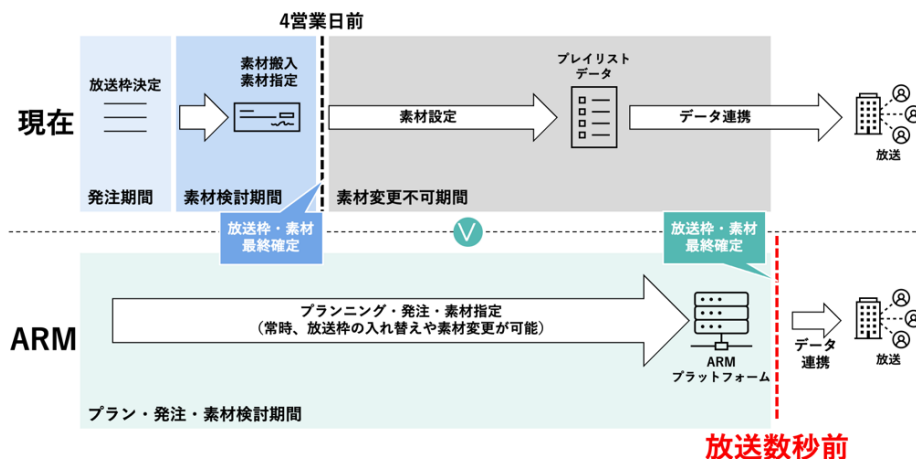 4営業日前
現在
放送枠決定
素材搬入
素材指定
素材設定
プレイリスト
データ
データ連携
放送
発注期間
素材検討期間
素材変更不可期間
放送枠・素材
最終確定
放送枠・素材
最終確定
ARM
プランニング・発注・素材指定
（常時、放送枠の入れ替えや素材変更が可能）
ARM
プラットフォーム
データ
連携
放送
プラン・発注・素材検討期間
放送数秒前